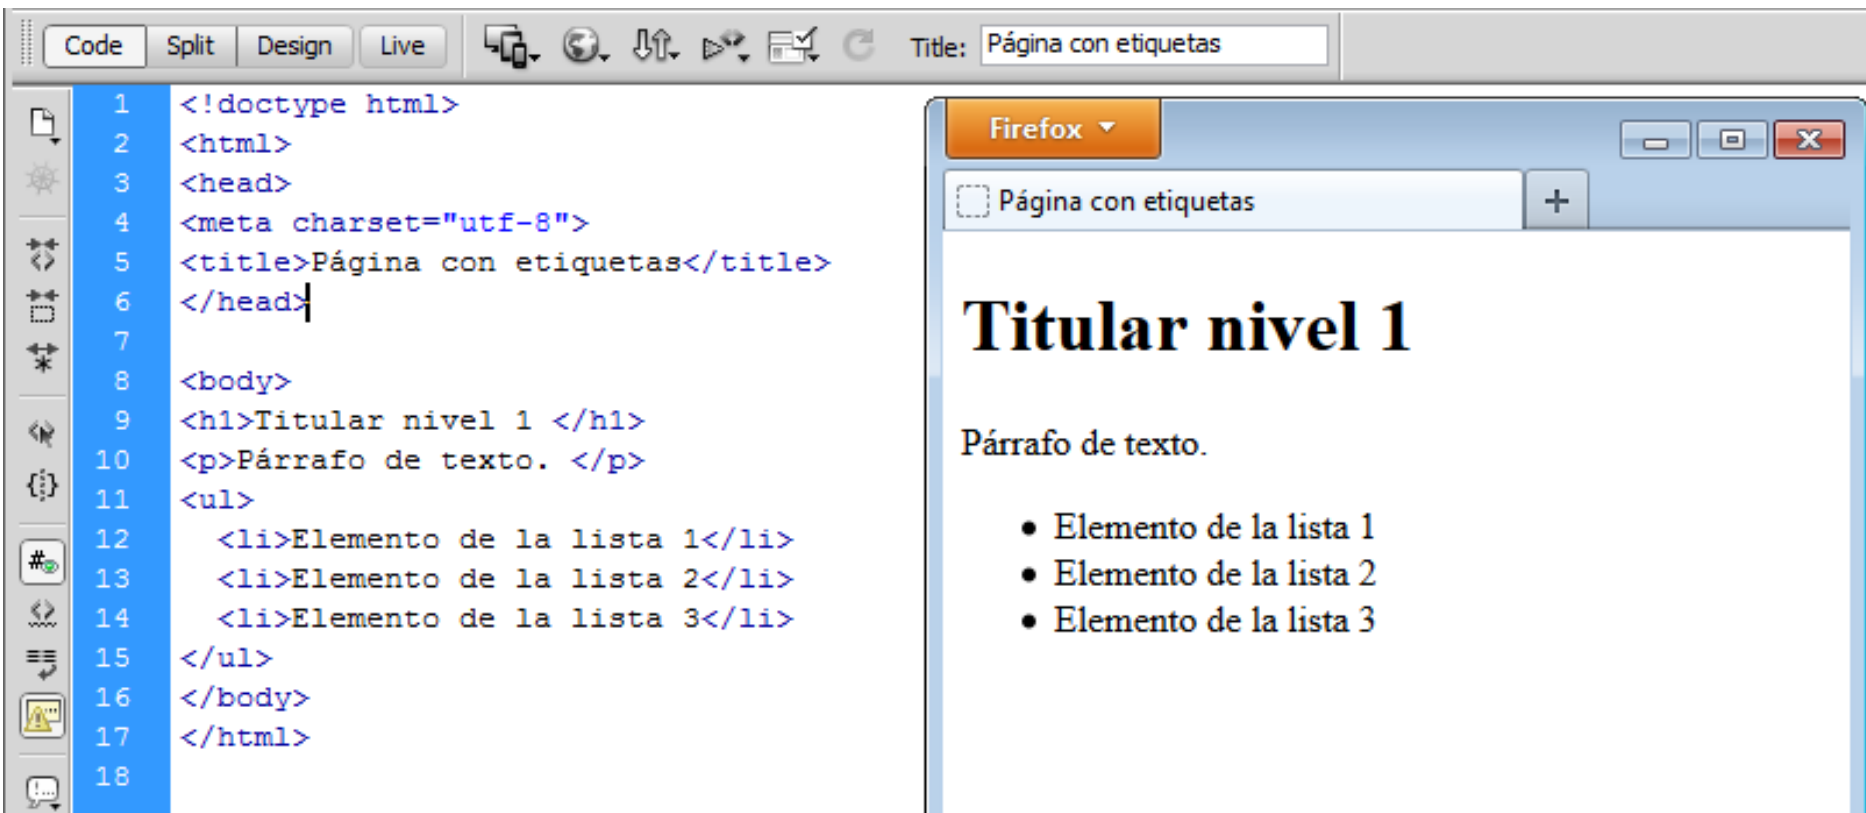 Code Split Design Live Title: Página con etiquetas
1 <!doctype html>
2 <html>
3 <head>
4 <meta charset="utf-8">
5 <title>Página con etiquetas</title>
6 </head>
7
8 <body>
9 <h1>Titular nivel 1 </h1>
10 <p>Párrafo de texto. </p>
11 <ul>
12 <li>Elemento de la lista 1</li>
13 <li>Elemento de la lista 2</li>
14 <li>Elemento de la lista 3</li>
15 </ul>
16 </body>
17 </html>
18
Firefox
Página con etiquetas
Titular nivel 1
Párrafo de texto.
• Elemento de la lista 1
• Elemento de la lista 2
• Elemento de la lista 3